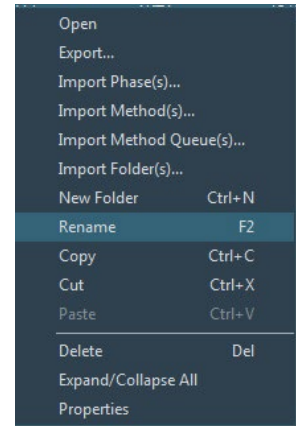 Open
Export...
Import Phase(s)...
Import Method(s)...
Import Method Queue(s)...
Import Folder(s)...
New Folder Ctrl+N
Rename F2
Copy Ctrl+C
Cut Ctrl+X
Paste Ctrl+V
Delete Del
Expand/Collapse All
Properties